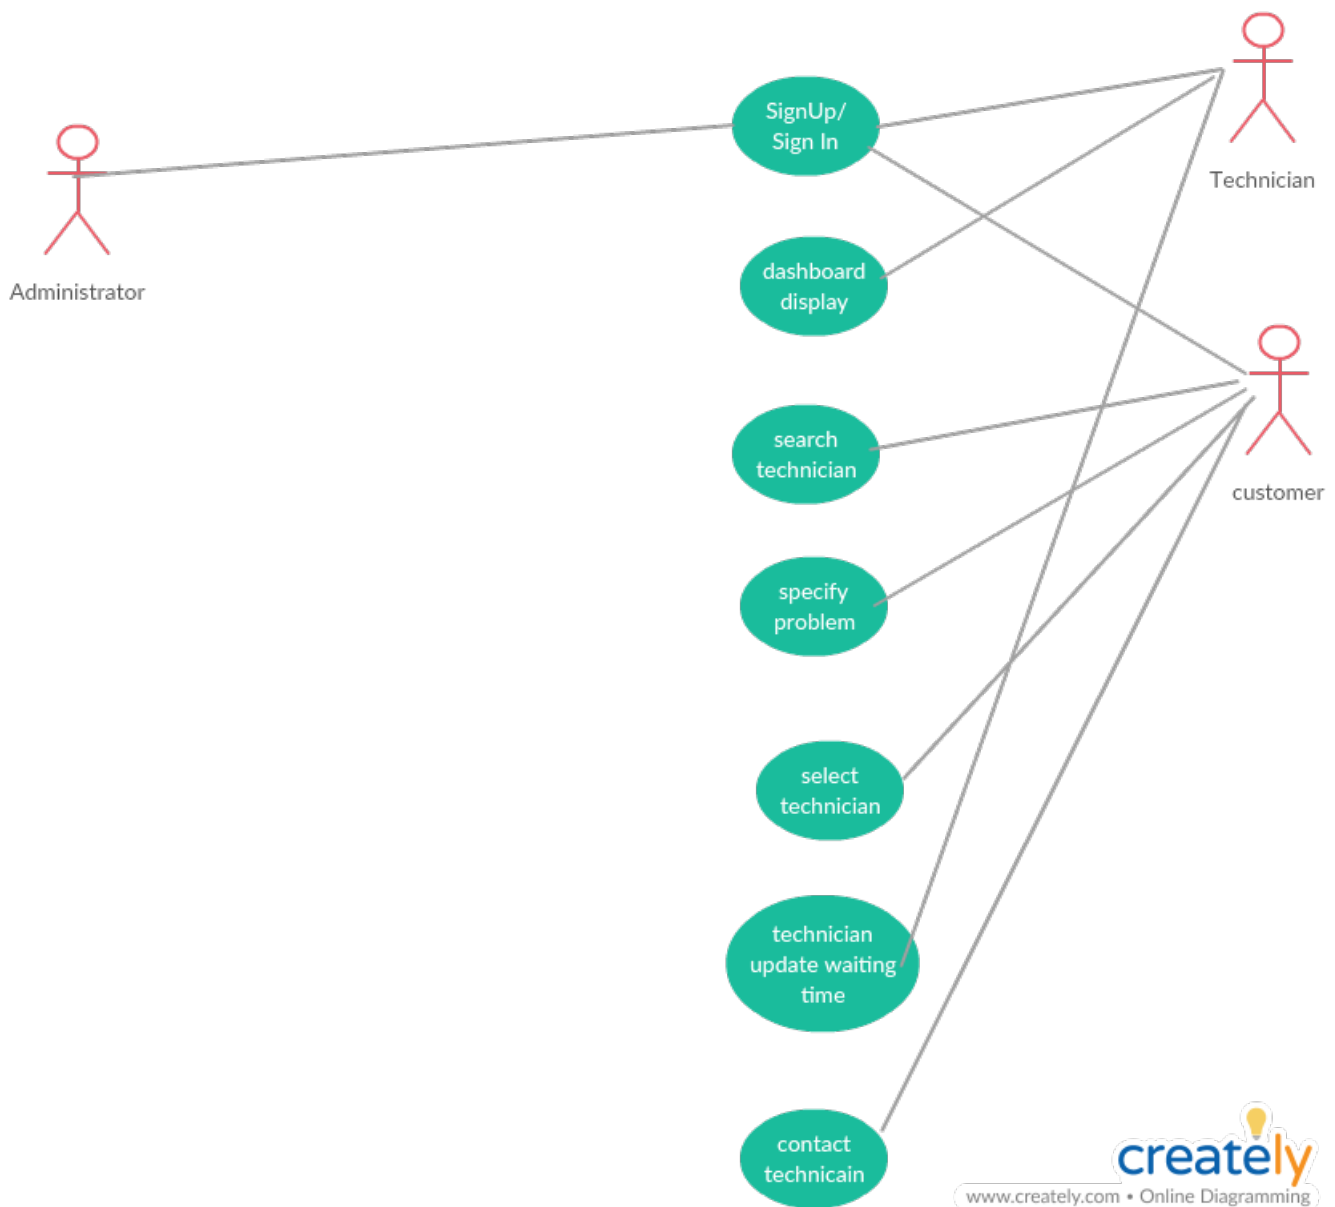 SignUp/
Sign In
Technician
Administrator
dashboard
display
search
technician
customer
specify
problem
select
technician
technician
update waiting
time
contact
technicain
creately
www.creately.com • Online Diagramming